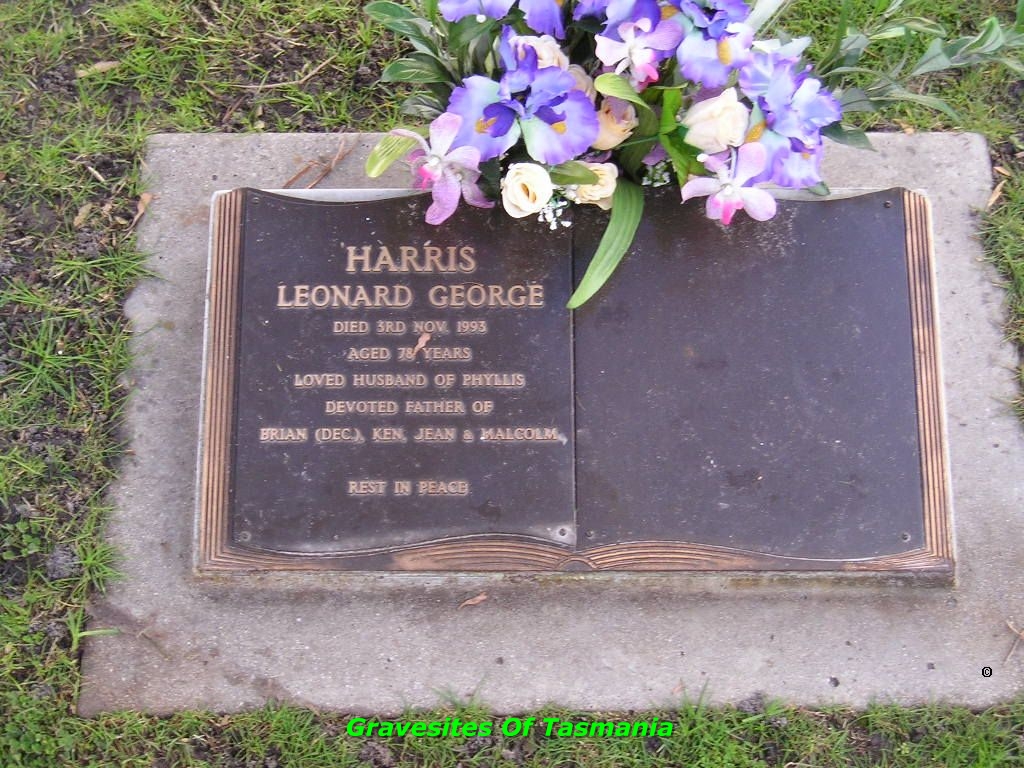 HARRIS
LEONARD GEORGE
DIED 3RD NOV. 1993
AGED 78 YEARS
LOVED HUSBAND OF PHYLLIS
DEVOTED FATHER OF
BRIAN (DEC.), KEN, JEAN & MALCOLM.
REST IN PEACE
©
Gravesites Of Tasmania